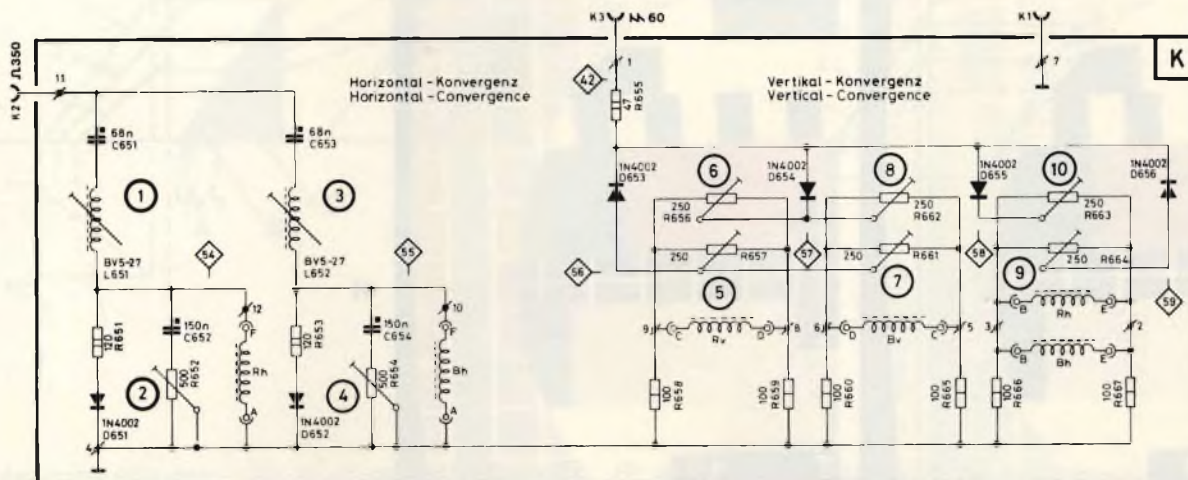 K3 60
K1
K2 350
11
1
7
K
Horizontal - Konvergenz
Horizontal - Convergence
Vertikal - Konvergenz
Vertical - Convergence
42
47
R655
68n
C651
68n
C653
1
3
BV5-27
L651
BV5-27
L652
54
55
1N4002
D653
6
1N4002
D654
8
1N4002
D655
10
1N4002
D656
250
R656
250
R662
250
R663
250
R657
57
250
R661
58
250
R664
56
5
7
9
59
120
R651
150n
C652
12
F
120
R653
150n
C654
10
F
2
500
R652
Rh
4
500
R654
Bh
A
A
1N4002
D651
1N4002
D652
4
9
C
Rv
D
8
6
D
Bv
C
5
B
Rh
E
3
2
B
Bh
E
100
R658
100
R659
100
R660
100
R665
100
R666
100
R667